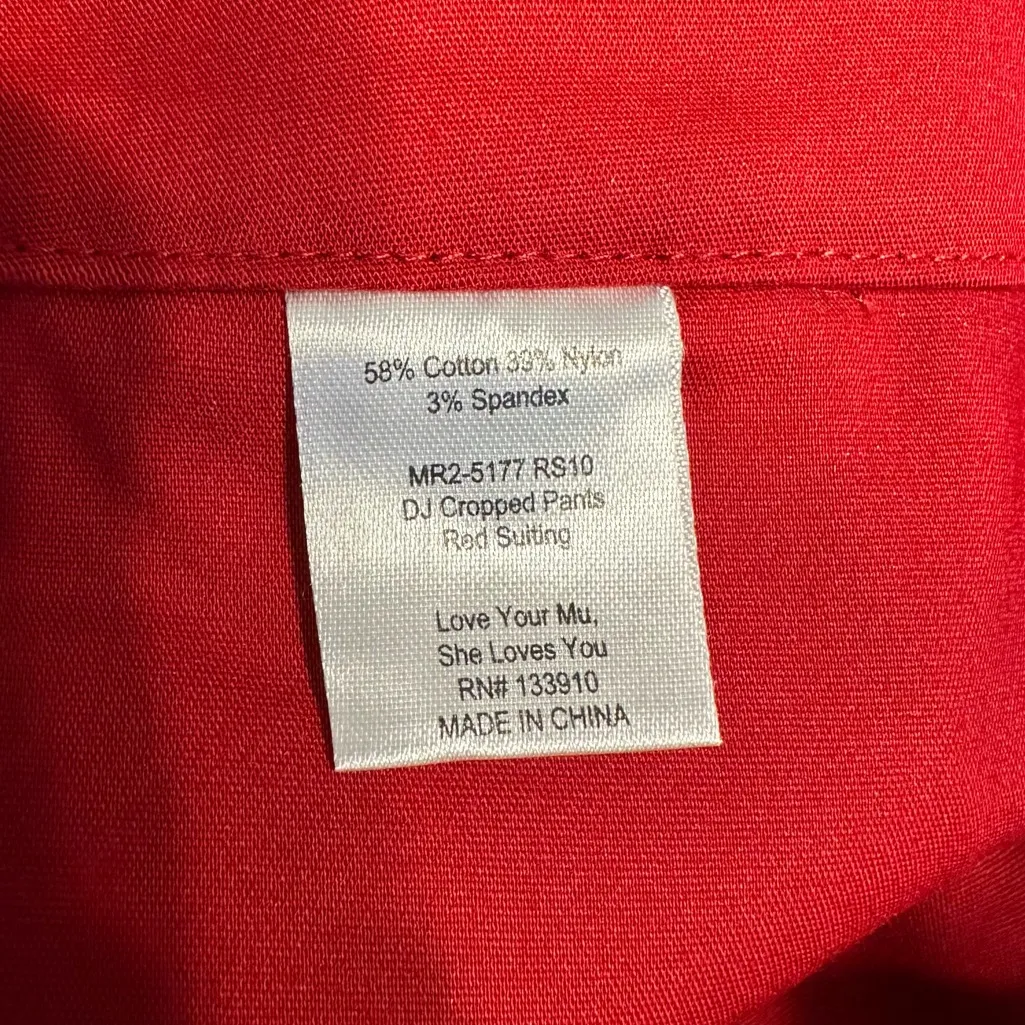 58% Cotton 39% Nylon
3% Spandex
MR2-5177 RS10
DJ Cropped Pants
Red Suiting
Love Your Mu,
She Loves You
RN# 133910
MADE IN CHINA